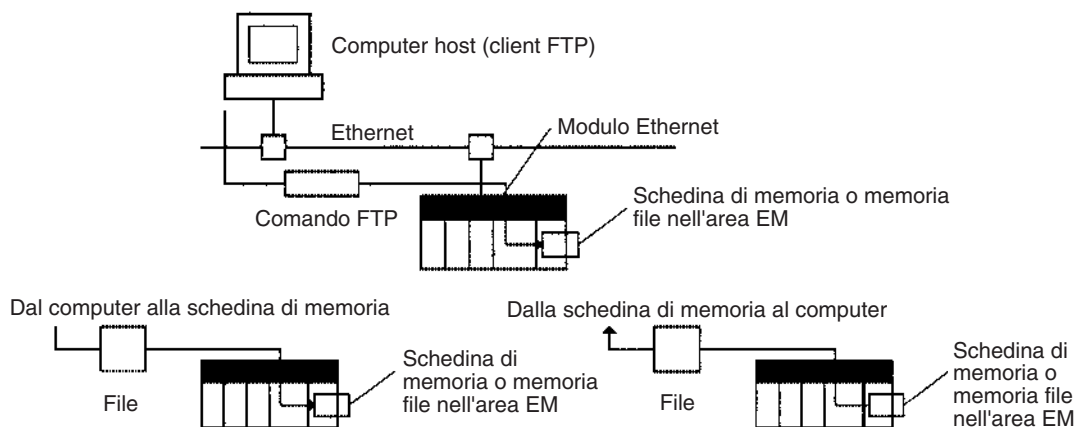 Computer host (client FTP)
Ethernet
Modulo Ethernet
Comando FTP
Schedina di memoria o memoria
file nell'area EM
Dal computer alla schedina di memoria
File
Schedina di
memoria o memoria
file nell'area EM
Dalla schedina di memoria al computer
File
Schedina di
memoria o
memoria file
nell'area EM